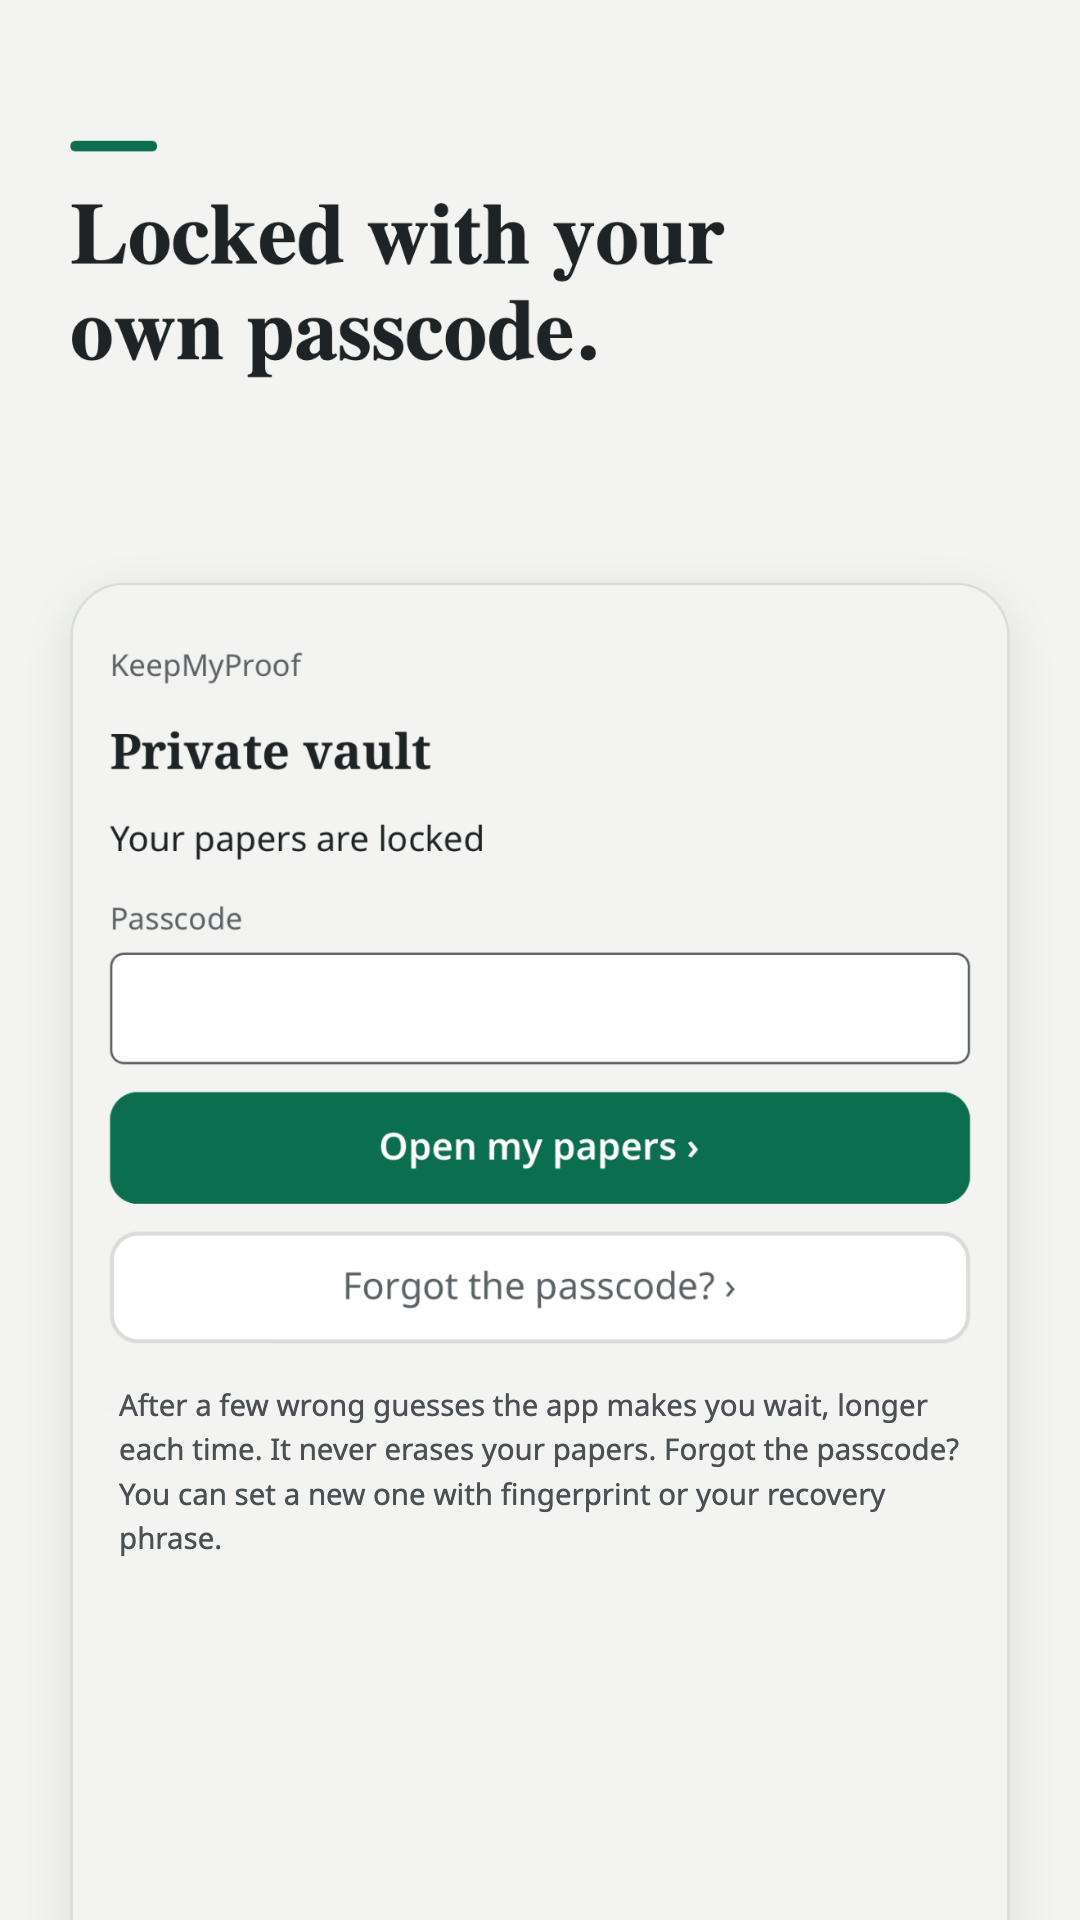 Locked with your
own passcode.
KeepMyProof
Private vault
Your papers are locked
Passcode
Open my papers ›
Forgot the passcode? ›
After a few wrong guesses the app makes you wait, longer
each time. It never erases your papers. Forgot the passcode?
You can set a new one with fingerprint or your recovery
phrase.